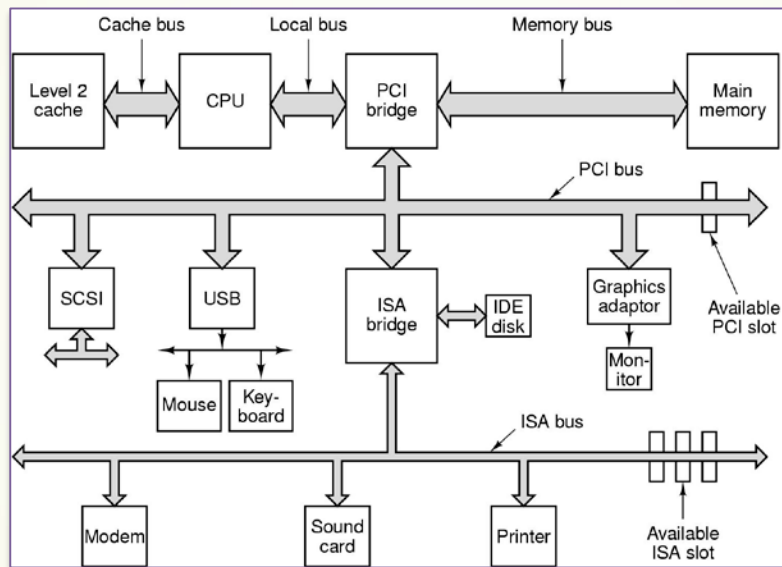 Cache bus
Local bus
Memory bus
Level 2
cache
CPU
PCI
bridge
Main
memory
PCI bus
SCSI
USB
ISA
bridge
IDE
disk
Graphics
adaptor
Available
PCI slot
Mon-
itor
Mouse
Key-
board
ISA bus
Modem
Sound
card
Printer
Available
ISA slot